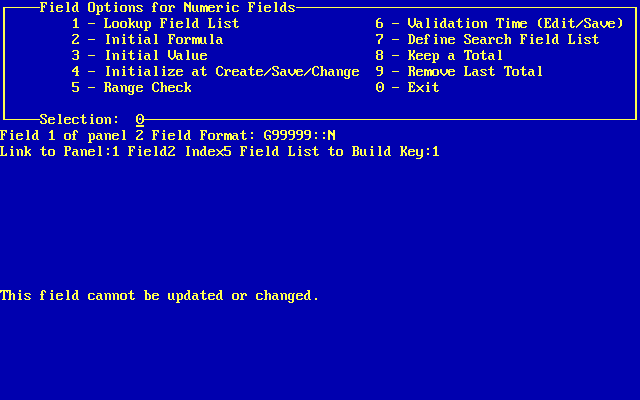 Field Options for Numeric Fields
1 - Lookup Field List 6 - Validation Time (Edit/Save)
2 - Initial Formula 7 - Define Search Field List
3 - Initial Value 8 - Keep a Total
4 - Initialize at Create/Save/Change 9 - Remove Last Total
5 - Range Check 0 - Exit
Selection: 0
Field 1 of panel 2 Field Format: G99999::N
Link to Panel:1 Field2 Index5 Field List to Build Key:1
This field cannot be updated or changed.